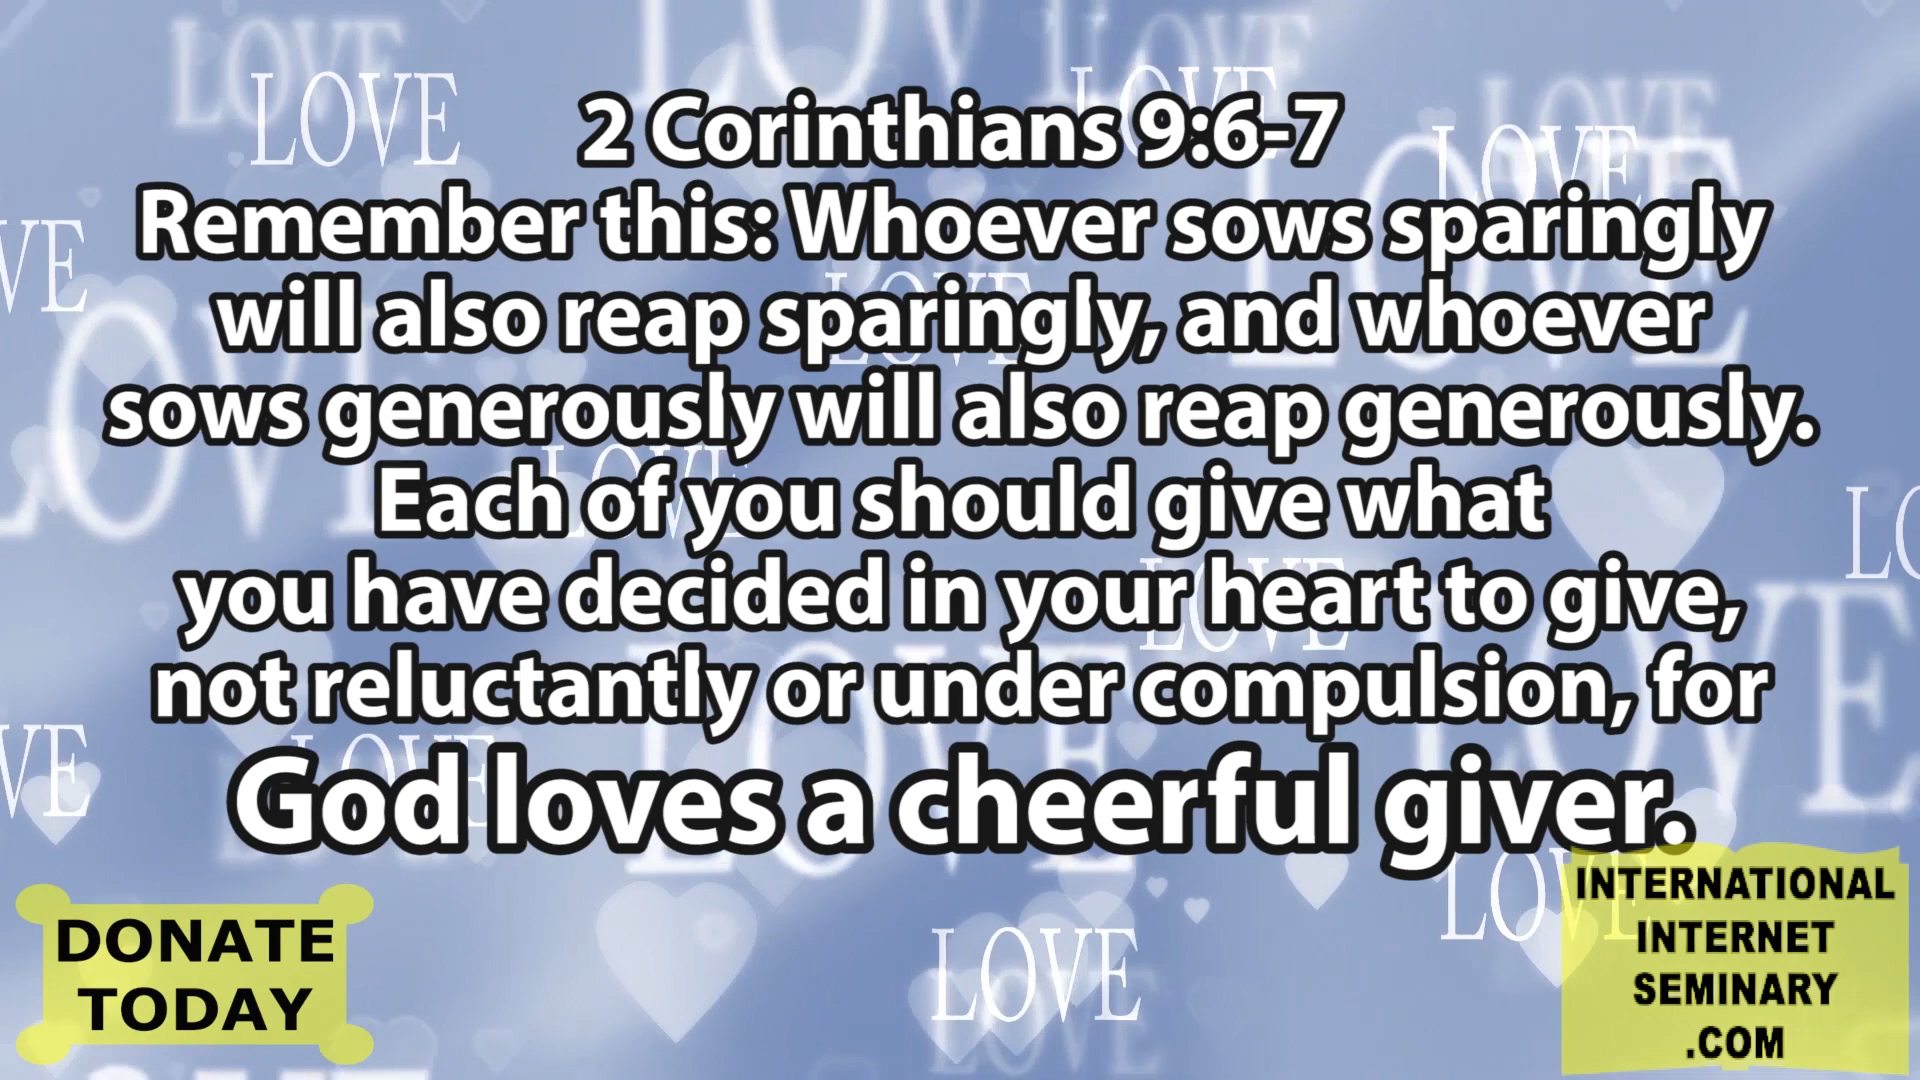 LOVE
2 Corinthians 9:6-7
Remember this: Whoever sows sparingly
will also reap sparingly, and whoever
sows generously will also reap generously.
Each of you should give what
you have decided in your heart to give,
not reluctantly or under compulsion, for
God loves a cheerful giver.
LOVE
DONATE
TODAY
INTERNATIONAL
INTERNET
SEMINARY
.COM